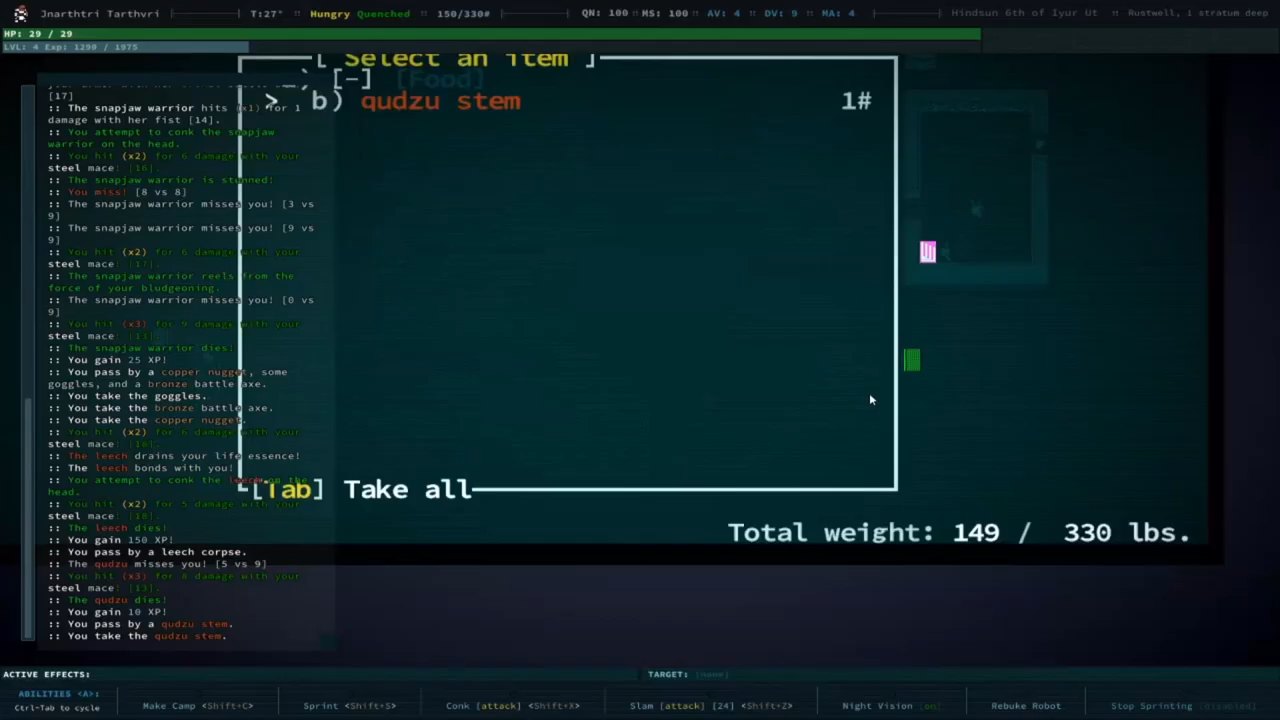 Jnarthtri Tarthvri T:27° Hungry Quenched 150/330# QN: 100 MS: 100 AV: 4 DV: 9 MA: 4 Hindsun 6th of Iyur Ut Rustwell, 1 stratum deep
HP: 29 / 29
LVL: 4 Exp: 1290 / 1975
[ Select an item ]
[-] [Food]
> b) qudzu stem 1#
[17]
:: The snapjaw warrior hits (x1) for 1
damage with her fist [14].
:: You attempt to conk the snapjaw
warrior on the head.
:: You hit (x2) for 6 damage with your
steel mace! [16]
:: The snapjaw warrior is stunned!
:: You miss! [8 vs 8]
:: The snapjaw warrior misses you! [3 vs
9]
:: The snapjaw warrior misses you! [9 vs
9]
:: You hit (x2) for 6 damage with your
steel mace! [17]
:: The snapjaw warrior reels from the
force of your bludgeoning.
:: The snapjaw warrior misses you! [0 vs
9]
:: You hit (x3) for 9 damage with your
steel mace! [13]
:: The snapjaw warrior dies!
:: You gain 25 XP!
:: You pass by a copper nugget, some
goggles, and a bronze battle axe.
:: You take the goggles.
:: You take the bronze battle axe.
:: You take the copper nugget.
:: You hit (x2) for 6 damage with your
steel mace!
:: The leech drains your life essence!
:: The leech bonds with you!
:: You attempt to conk the leech on the
head.
:: You hit (x2) for 5 damage with your
steel mace!
:: The leech dies!
:: You gain 150 XP!
:: You pass by a leech corpse.
:: The qudzu misses you! [5 vs 9]
:: You hit (x3) for 8 damage with your
steel mace! [13]
:: The qudzu dies!
:: You gain 10 XP!
:: You pass by a qudzu stem.
:: You take the qudzu stem.
[Tab] Take all
Total weight: 149 / 330 lbs.
ACTIVE EFFECTS: TARGET: [none]
ABILITIES <A>:
Ctrl-Tab to cycle
Make Camp <Shift+C> Sprint <Shift+S> Conk [attack] <Shift+X> Slam [attack] [24] <Shift+Z> Night Vision [on] Rebuke Robot Stop Sprinting [disabled]